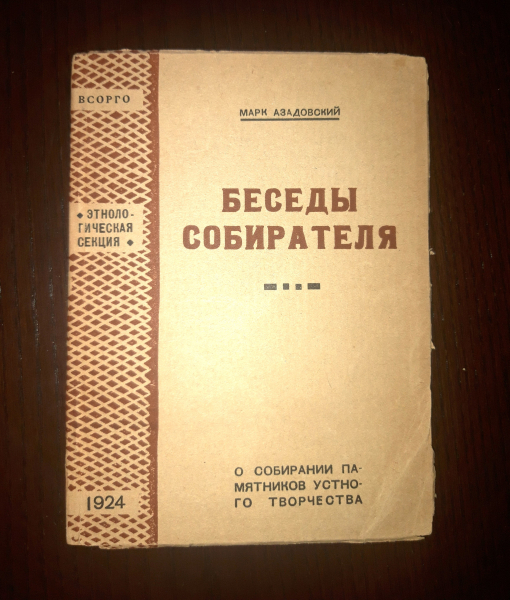 ВСОРГО
МАРК АЗАДОВСКИЙ
БЕСЕДЫ
СОБИРАТЕЛЯ
ЭТНОЛО-
ГИЧЕСКАЯ
СЕКЦИЯ
О СОБИРАНИИ ПА-
МЯТНИКОВ УСТНО-
ГО ТВОРЧЕСТВА
1924